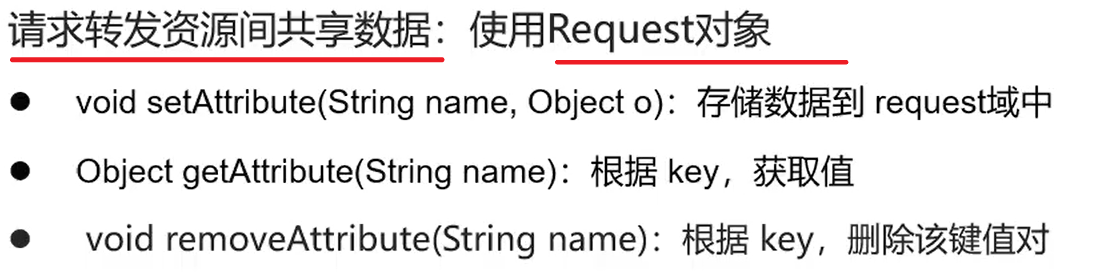 请求转发资源间共享数据：使用Request对象
● void setAttribute(String name, Object o)：存储数据到 request域中
● Object getAttribute(String name)：根据 key，获取值
● void removeAttribute(String name)：根据 key，删除该键值对